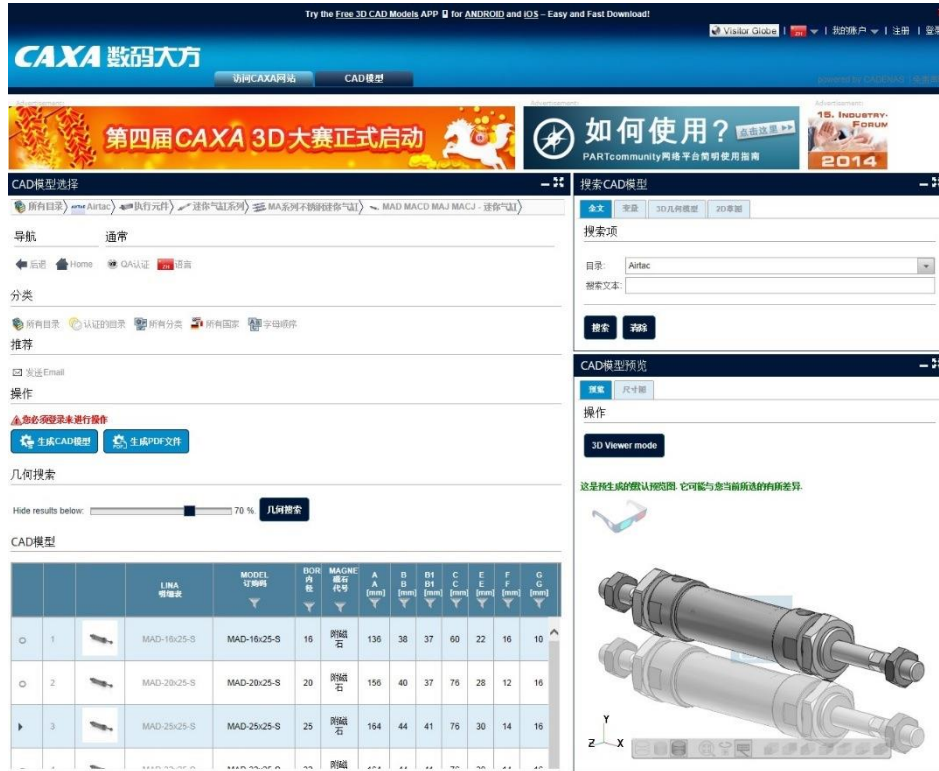 Try the Free 3D CAD Models APP for ANDROID and iOS – Easy and Fast Download!
Visitor Globe | ZH | 我的账户 | 注册 | 登录
CAXA 数码大方
访问CAXA网站 CAD模型
powered by CADENAS
Advertisement: Advertisement: Advertisement:
第四届CAXA 3D大赛正式启动
如何使用? 点击这里
PARTcommunity网络平台简明使用指南
15. INDUSTRY-FORUM
2014
CAD模型选择
所有目录 Airtac 执行元件 迷你气缸系列 MA系列不锈钢迷你气缸 MAD MACD MAJ MACJ - 迷你气缸
导航 通常
后退 Home QA认证 ZH 语言
分类
所有目录 认证的目录 所有分类 所有国家 字母顺序
推荐
发送Email
操作
您必须登录来进行操作
生成CAD模型 生成PDF文件
几何搜索
Hide results below: 70 % 几何搜索
CAD模型
LINA 明细表 MODEL 订购码 BOR 内径 MAGNE 磁石代号 A A [mm] B B [mm] B1 B1 [mm] C C [mm] E E [mm] F F [mm] G G [mm]
1 MAD-16x25-S MAD-16x25-S 16 附磁石 136 38 37 60 22 16 10
2 MAD-20x25-S MAD-20x25-S 20 附磁石 156 40 37 76 28 12 16
3 MAD-25x25-S MAD-25x25-S 25 附磁石 164 44 41 76 30 14 16
搜索CAD模型
全文 变量 3D几何模型 2D草图
搜索项
目录: Airtac
搜索文本:
搜索 清除
CAD模型预览
预览 尺寸图
操作
3D Viewer mode
这是预生成的默认预览图. 它可能与您当前所选的有所差异.
Y
Z X